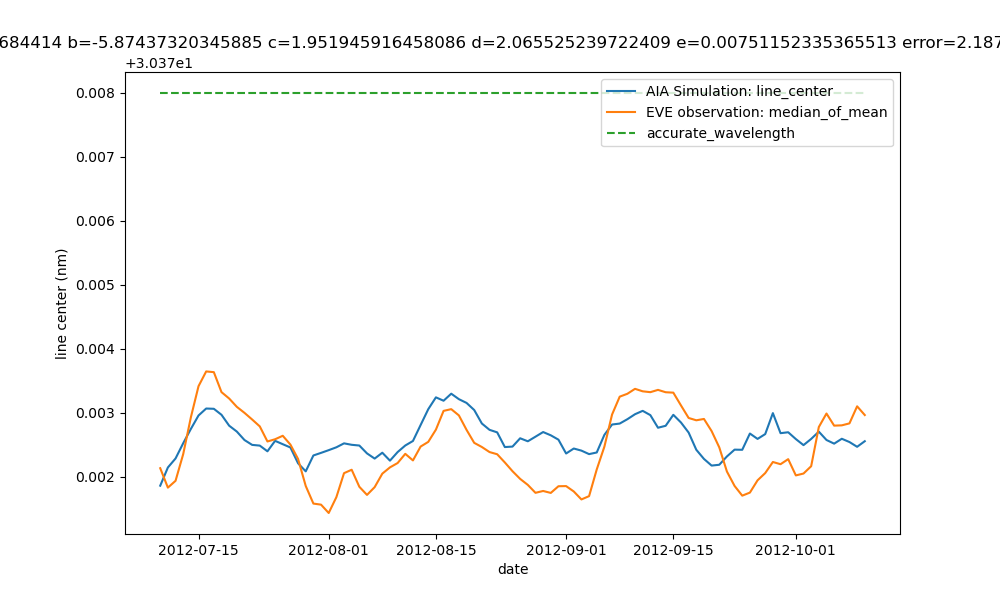 684414 b=-5.87437320345885 c=1.951945916458086 d=2.065525239722409 e=0.00751152335365513 error=2.187
+3.037e1
AIA Simulation: line_center
EVE observation: median_of_mean
accurate_wavelength
0.008
0.007
0.006
0.005
0.004
0.003
0.002
line center (nm)
2012-07-15 2012-08-01 2012-08-15 2012-09-01 2012-09-15 2012-10-01
date